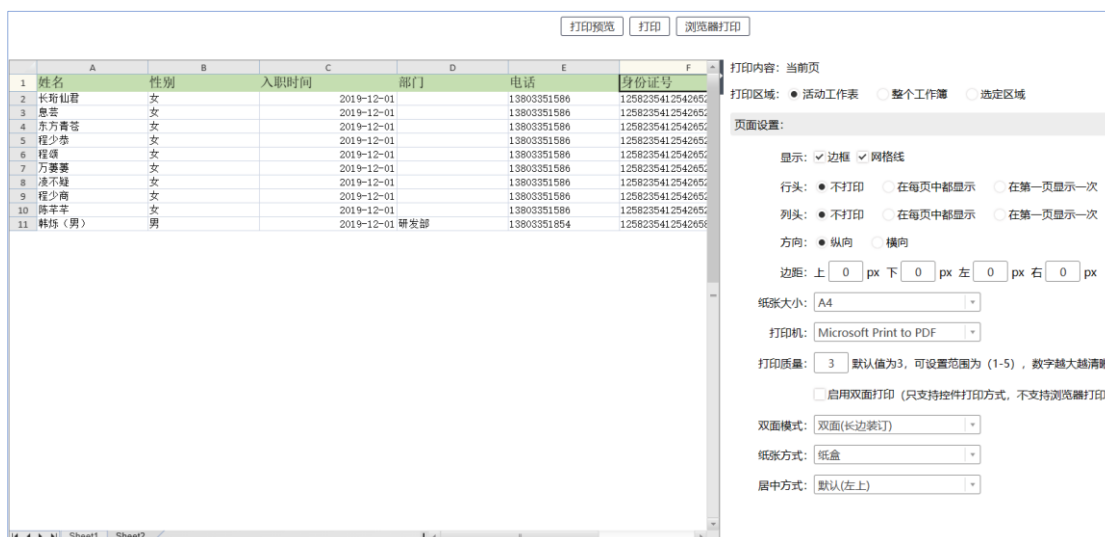 打印预览 打印 浏览器打印
A B C D E F
1 姓名 性别 入职时间 部门 电话 身份证号
2 长珩仙君 女 2019-12-01 13803351586 1258235412542652
3 息芸 女 2019-12-01 13803351586 1258235412542652
4 东方青苍 女 2019-12-01 13803351586 1258235412542652
5 程少恭 女 2019-12-01 13803351586 1258235412542652
6 程颂 女 2019-12-01 13803351586 1258235412542652
7 万萋萋 女 2019-12-01 13803351586 1258235412542652
8 凌不疑 女 2019-12-01 13803351586 1258235412542652
9 程少商 女 2019-12-01 13803351586 1258235412542652
10 陈芊芊 女 2019-12-01 13803351586 1258235412542652
11 韩烁（男） 男 2019-12-01 研发部 13803351854 1258235412542658
Sheet1 Sheet2
打印内容：当前页
打印区域： 活动工作表 整个工作簿 选定区域
页面设置：
显示： 边框 网格线
行头： 不打印 在每页中都显示 在第一页显示一次
列头： 不打印 在每页中都显示 在第一页显示一次
方向： 纵向 横向
边距： 上 0 px 下 0 px 左 0 px 右 0 px
纸张大小： A4
打印机： Microsoft Print to PDF
打印质量： 3 默认值为3，可设置范围为（1-5），数字越大越清晰
启用双面打印（只支持控件打印方式，不支持浏览器打印
双面模式： 双面(长边装订)
纸张方式： 纸盒
居中方式： 默认(左上)